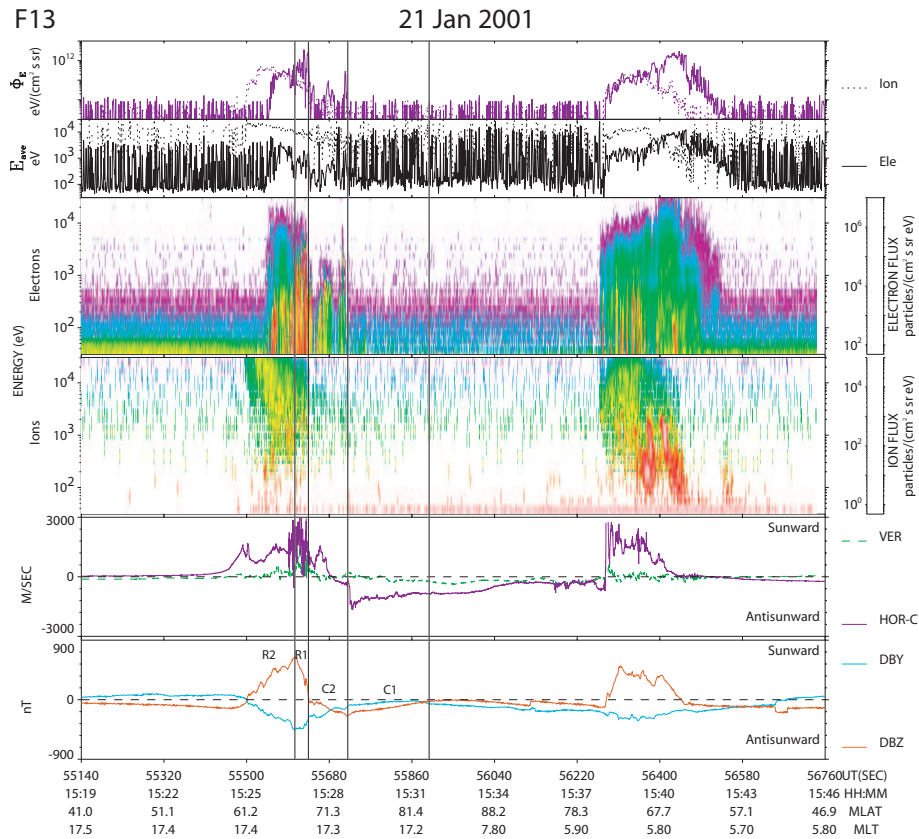 F13
21 Jan 2001
10¹²
Φ_E
eV/(cm² s sr)
Ion
10⁴
10³
10²
E_ave
eV
Ele
10⁴
10³
10²
Electrons
10⁶
10⁴
10²
ELECTRON FLUX
particles/(cm² s sr eV)
ENERGY (eV)
10⁴
10³
10²
Ions
10⁴
10²
10⁰
ION FLUX
particles/(cm² s sr eV)
3000
0
-3000
M/SEC
Sunward
Antisunward
VER
HOR-C
900
0
-900
nT
R2
R1
C2
C1
Sunward
Antisunward
DBY
DBZ
55140 55320 55500 55680 55860 56040 56220 56400 56580 56760 UT(SEC)
15:19 15:22 15:25 15:28 15:31 15:34 15:37 15:40 15:43 15:46 HH:MM
41.0 51.1 61.2 71.3 81.4 88.2 78.3 67.7 57.1 46.9 MLAT
17.5 17.4 17.4 17.3 17.2 7.80 5.90 5.80 5.70 5.80 MLT